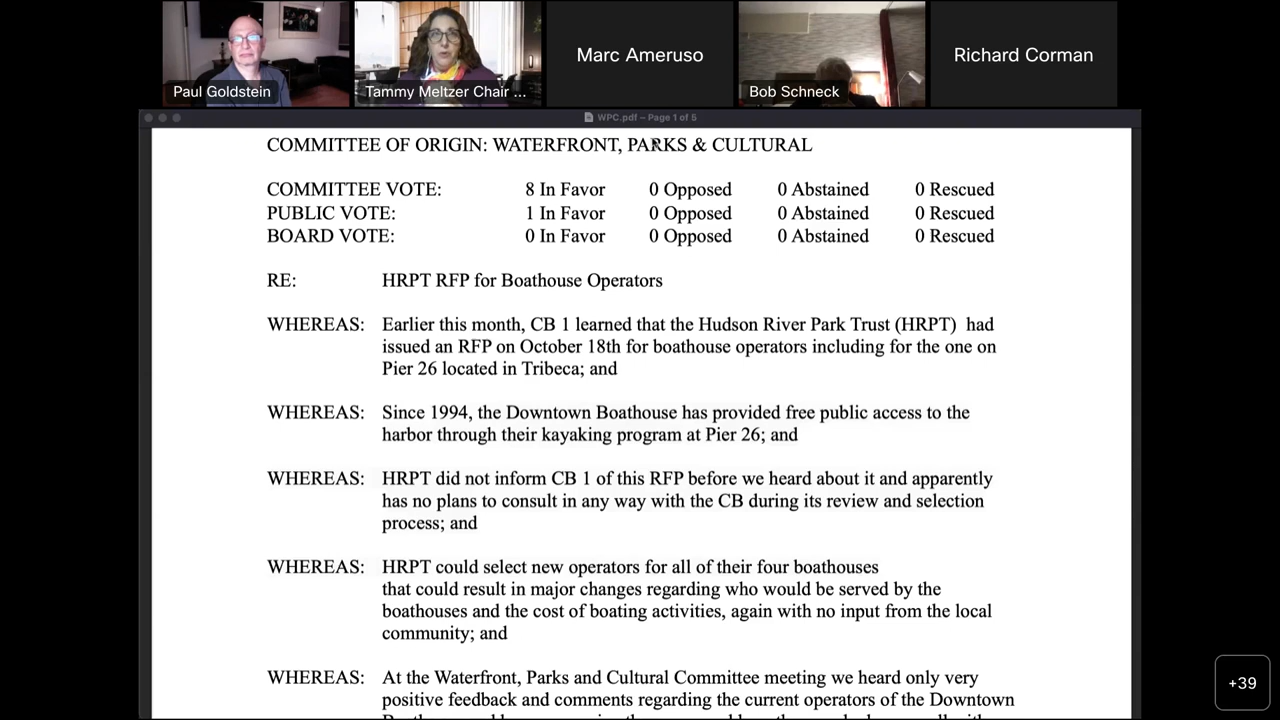 Paul Goldstein
Tammy Meltzer Chair ...
Marc Ameruso
Bob Schneck
Richard Corman
WPC.pdf – Page 1 of 5
COMMITTEE OF ORIGIN: WATERFRONT, PARKS & CULTURAL
COMMITTEE VOTE: 8 In Favor 0 Opposed 0 Abstained 0 Rescued
PUBLIC VOTE: 1 In Favor 0 Opposed 0 Abstained 0 Rescued
BOARD VOTE: 0 In Favor 0 Opposed 0 Abstained 0 Rescued
RE: HRPT RFP for Boathouse Operators
WHEREAS: Earlier this month, CB 1 learned that the Hudson River Park Trust (HRPT) had
issued an RFP on October 18th for boathouse operators including for the one on
Pier 26 located in Tribeca; and
WHEREAS: Since 1994, the Downtown Boathouse has provided free public access to the
harbor through their kayaking program at Pier 26; and
WHEREAS: HRPT did not inform CB 1 of this RFP before we heard about it and apparently
has no plans to consult in any way with the CB during its review and selection
process; and
WHEREAS: HRPT could select new operators for all of their four boathouses
that could result in major changes regarding who would be served by the
boathouses and the cost of boating activities, again with no input from the local
community; and
WHEREAS: At the Waterfront, Parks and Cultural Committee meeting we heard only very
positive feedback and comments regarding the current operators of the Downtown
+39